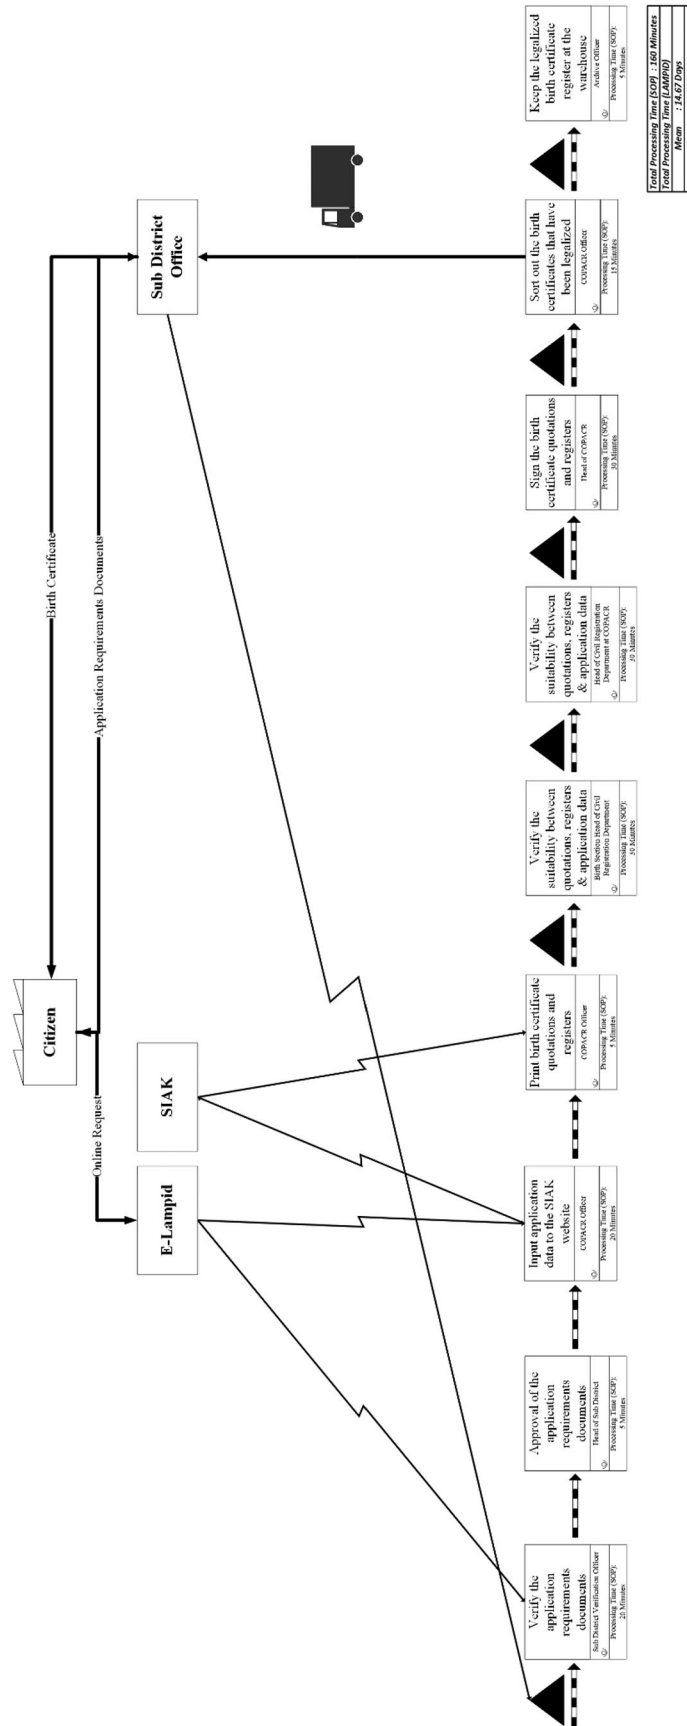 Citizen
Birth Certificate
Online Request
Application Requirements Documents
E-Lampid
SIAK
Sub District
Office
Verify the
application
requirements
documents
Sub District Verification Officer
Processing Time (SOP):
20 Minutes
Approval of the
application
requirements
documents
Head of Sub District
Processing Time (SOP):
5 Minutes
Input application
data to the SIAK
website
COPACR Officer
Processing Time (SOP):
20 Minutes
Print birth certificate
quotations and
registers
COPACR Officer
Processing Time (SOP):
5 Minutes
Verify the
suitability between
quotations, registers
& application data
Birth Section Head of Civil
Registration Department
Processing Time (SOP):
30 Minutes
Verify the
suitability between
quotations, registers
& application data
Head of Civil Registration
Department at COPACR
Processing Time (SOP):
30 Minutes
Sign the birth
certificate quotations
and registers
Head of COPACR
Processing Time (SOP):
30 Minutes
Sort out the birth
certificates that have
been legalized
COPACR Officer
Processing Time (SOP):
15 Minutes
Keep the legalized
birth certificate
register at the
warehouse
Archive Officer
Processing Time (SOP):
5 Minutes
Total Processing Time (SOP) : 160 Minutes
Total Processing Time (LAMPID)
Mean : 14.67 Days